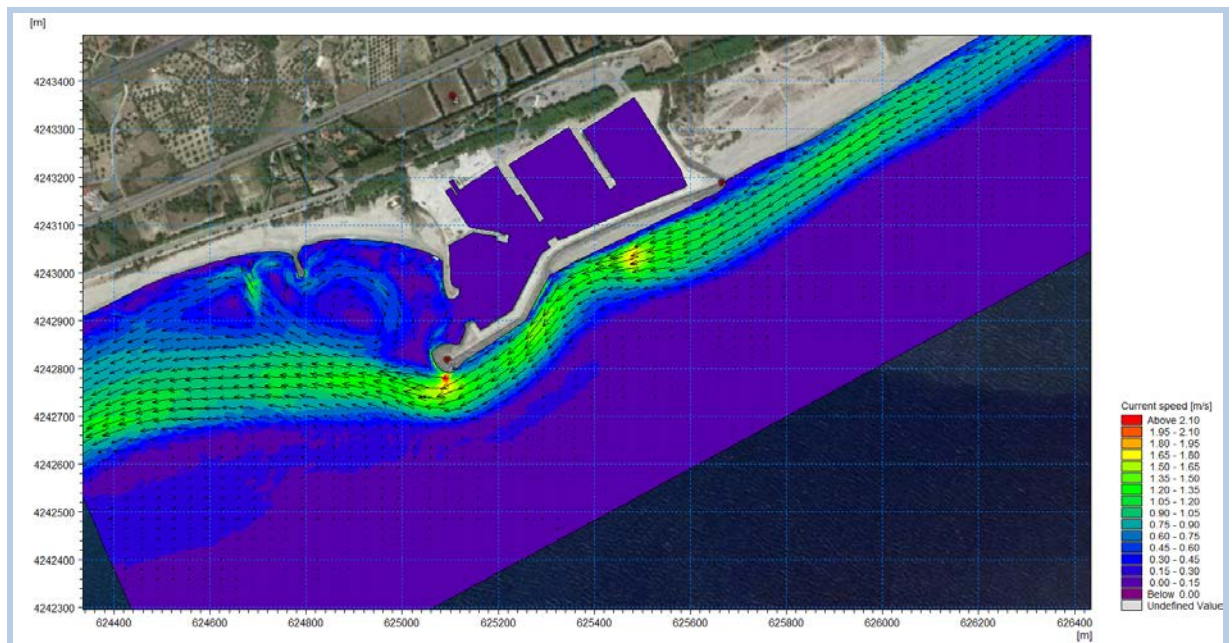 [m]
4243400
4243300
4243200
4243100
4243000
4242900
4242800
4242700
4242600
4242500
4242400
4242300
624400 624600 624800 625000 625200 625400 625600 625800 626000 626200 626400
[m]
Current speed [m/s]
Above 2.10
1.95 - 2.10
1.80 - 1.95
1.65 - 1.80
1.50 - 1.65
1.35 - 1.50
1.20 - 1.35
1.05 - 1.20
0.90 - 1.05
0.75 - 0.90
0.60 - 0.75
0.45 - 0.60
0.30 - 0.45
0.15 - 0.30
0.00 - 0.15
Below 0.00
Undefined Value